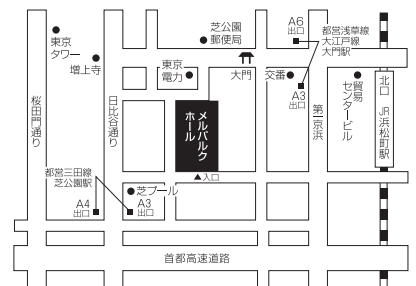 東京
タワー
増上寺
芝公園
郵便局
A6
出口
都営浅草線
大江戸線
大門駅
東京
電力
大門
交番
A3
出口
貿易
センタービル
北口
JR浜松町駅
桜田門通り
日比谷通り
メルパルク
ホール
第一京浜
入口
都営三田線
芝公園駅
芝プール
A4
出口
A3
出口
首都高速道路